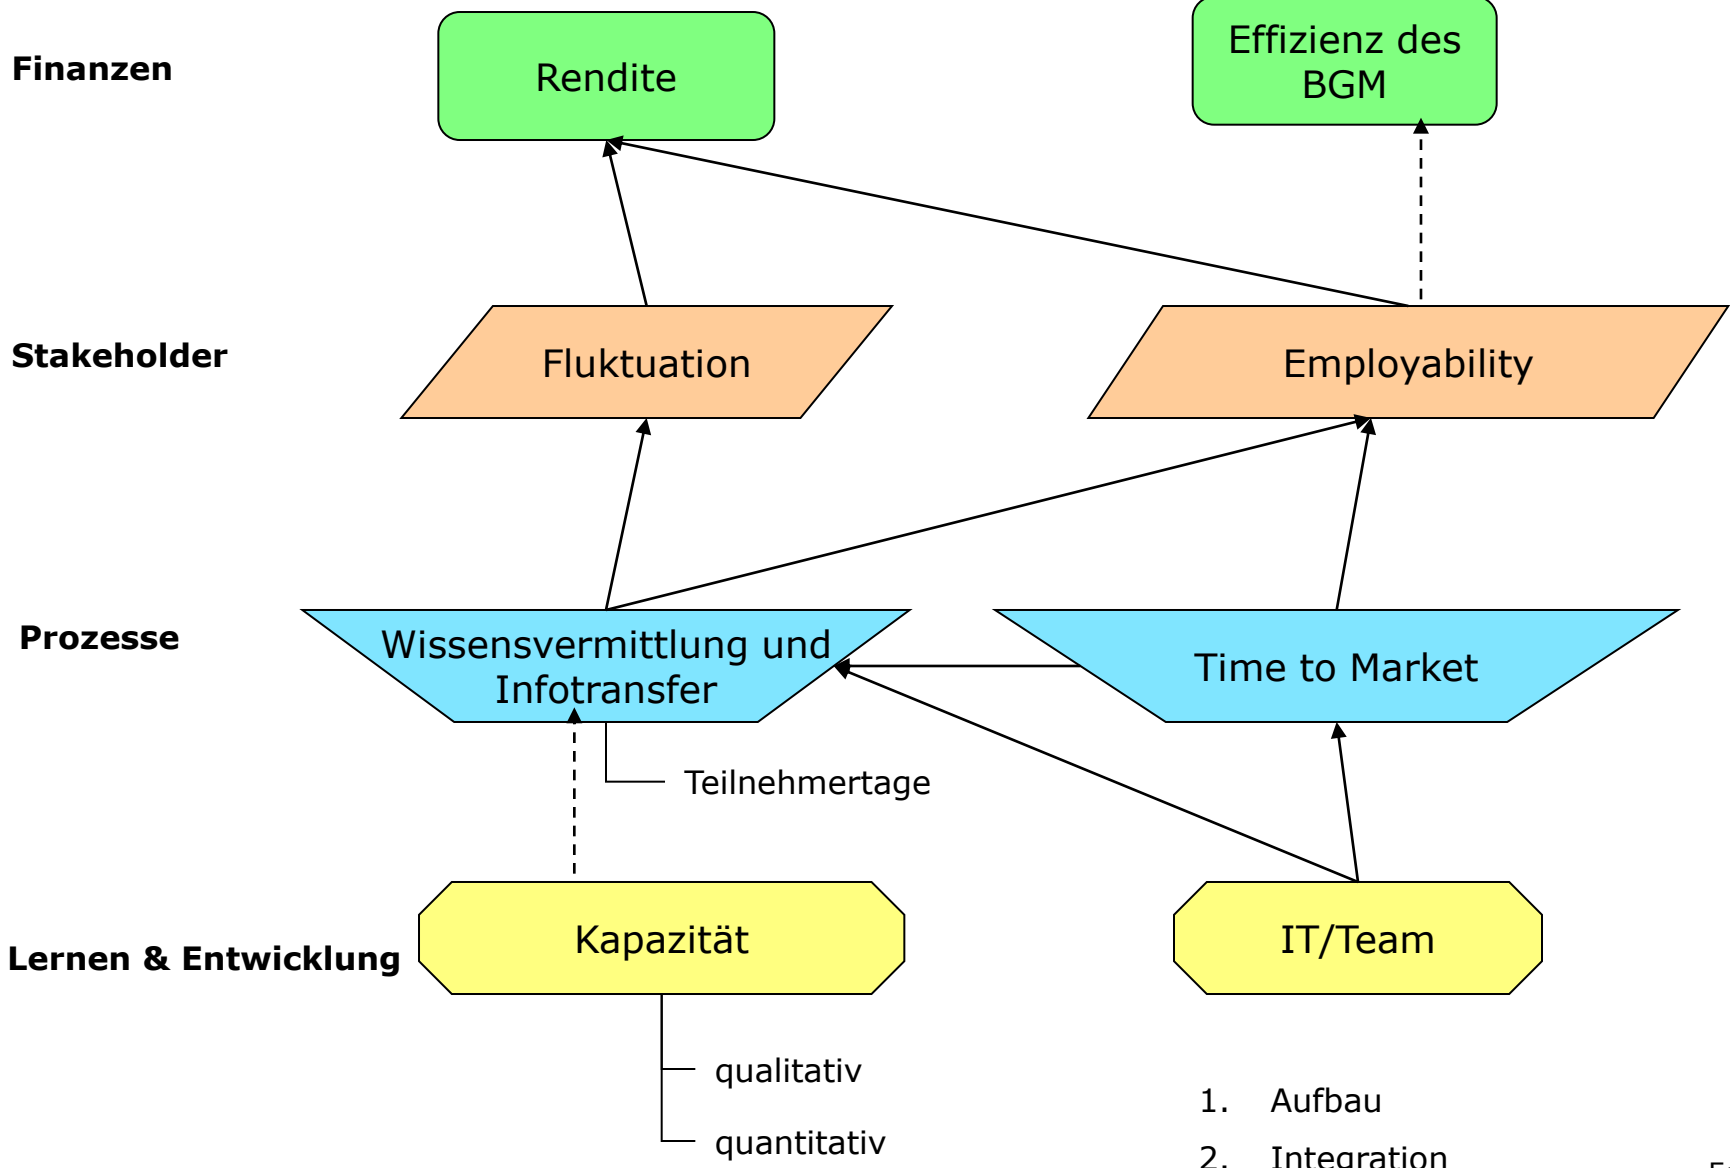 Finanzen
Rendite
Effizienz des
BGM
Stakeholder
Fluktuation
Employability
Prozesse
Wissensvermittlung und
Infotransfer
Time to Market
Teilnehmertage
Lernen & Entwicklung
Kapazität
IT/Team
qualitativ
quantitativ
1. Aufbau
2. Integration